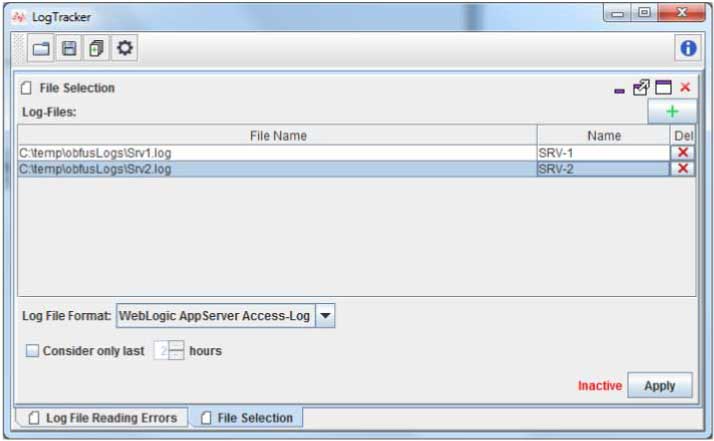 LogTracker
File Selection
Log-Files:
File Name Name Del
C:\temp\obfusLogs\Srv1.log SRV-1
C:\temp\obfusLogs\Srv2.log SRV-2
Log File Format: WebLogic AppServer Access-Log
Consider only last 2 hours
Inactive Apply
Log File Reading Errors File Selection